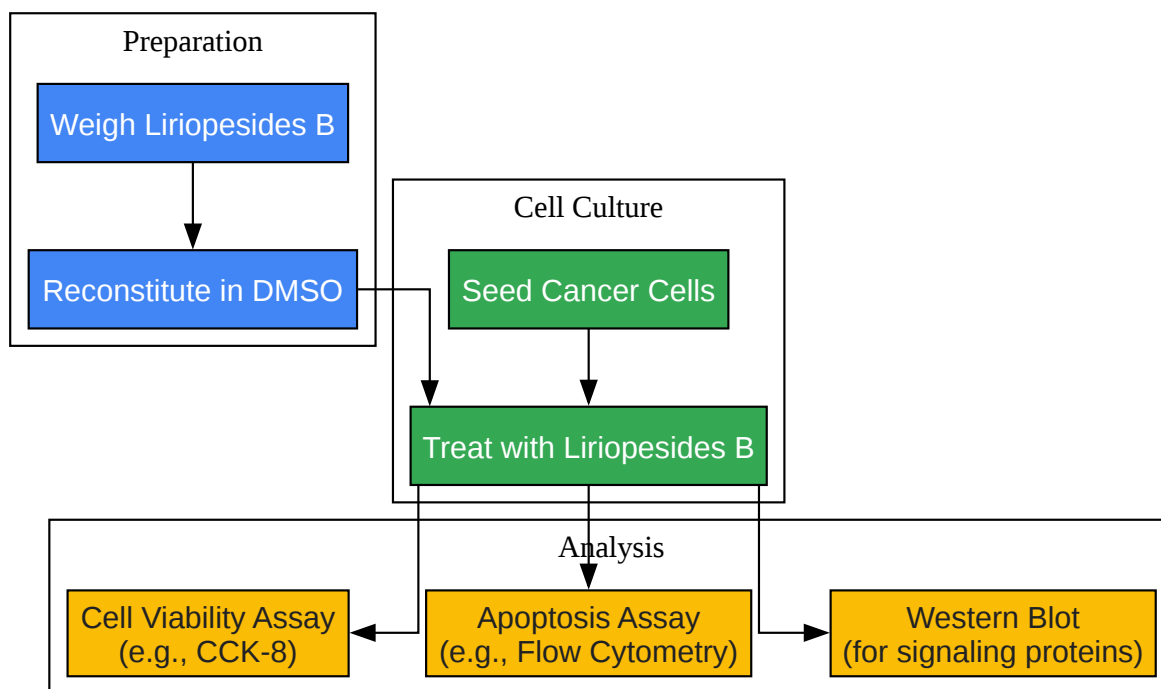 Preparation
Weigh Liriopesides B
Reconstitute in DMSO
Cell Culture
Seed Cancer Cells
Treat with Liriopesides B
Analysis
Cell Viability Assay
(e.g., CCK-8)
Apoptosis Assay
(e.g., Flow Cytometry)
Western Blot
(for signaling proteins)